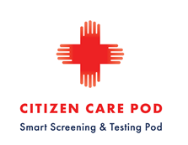 CITIZEN CARE POD
Smart Screening & Testing Pod